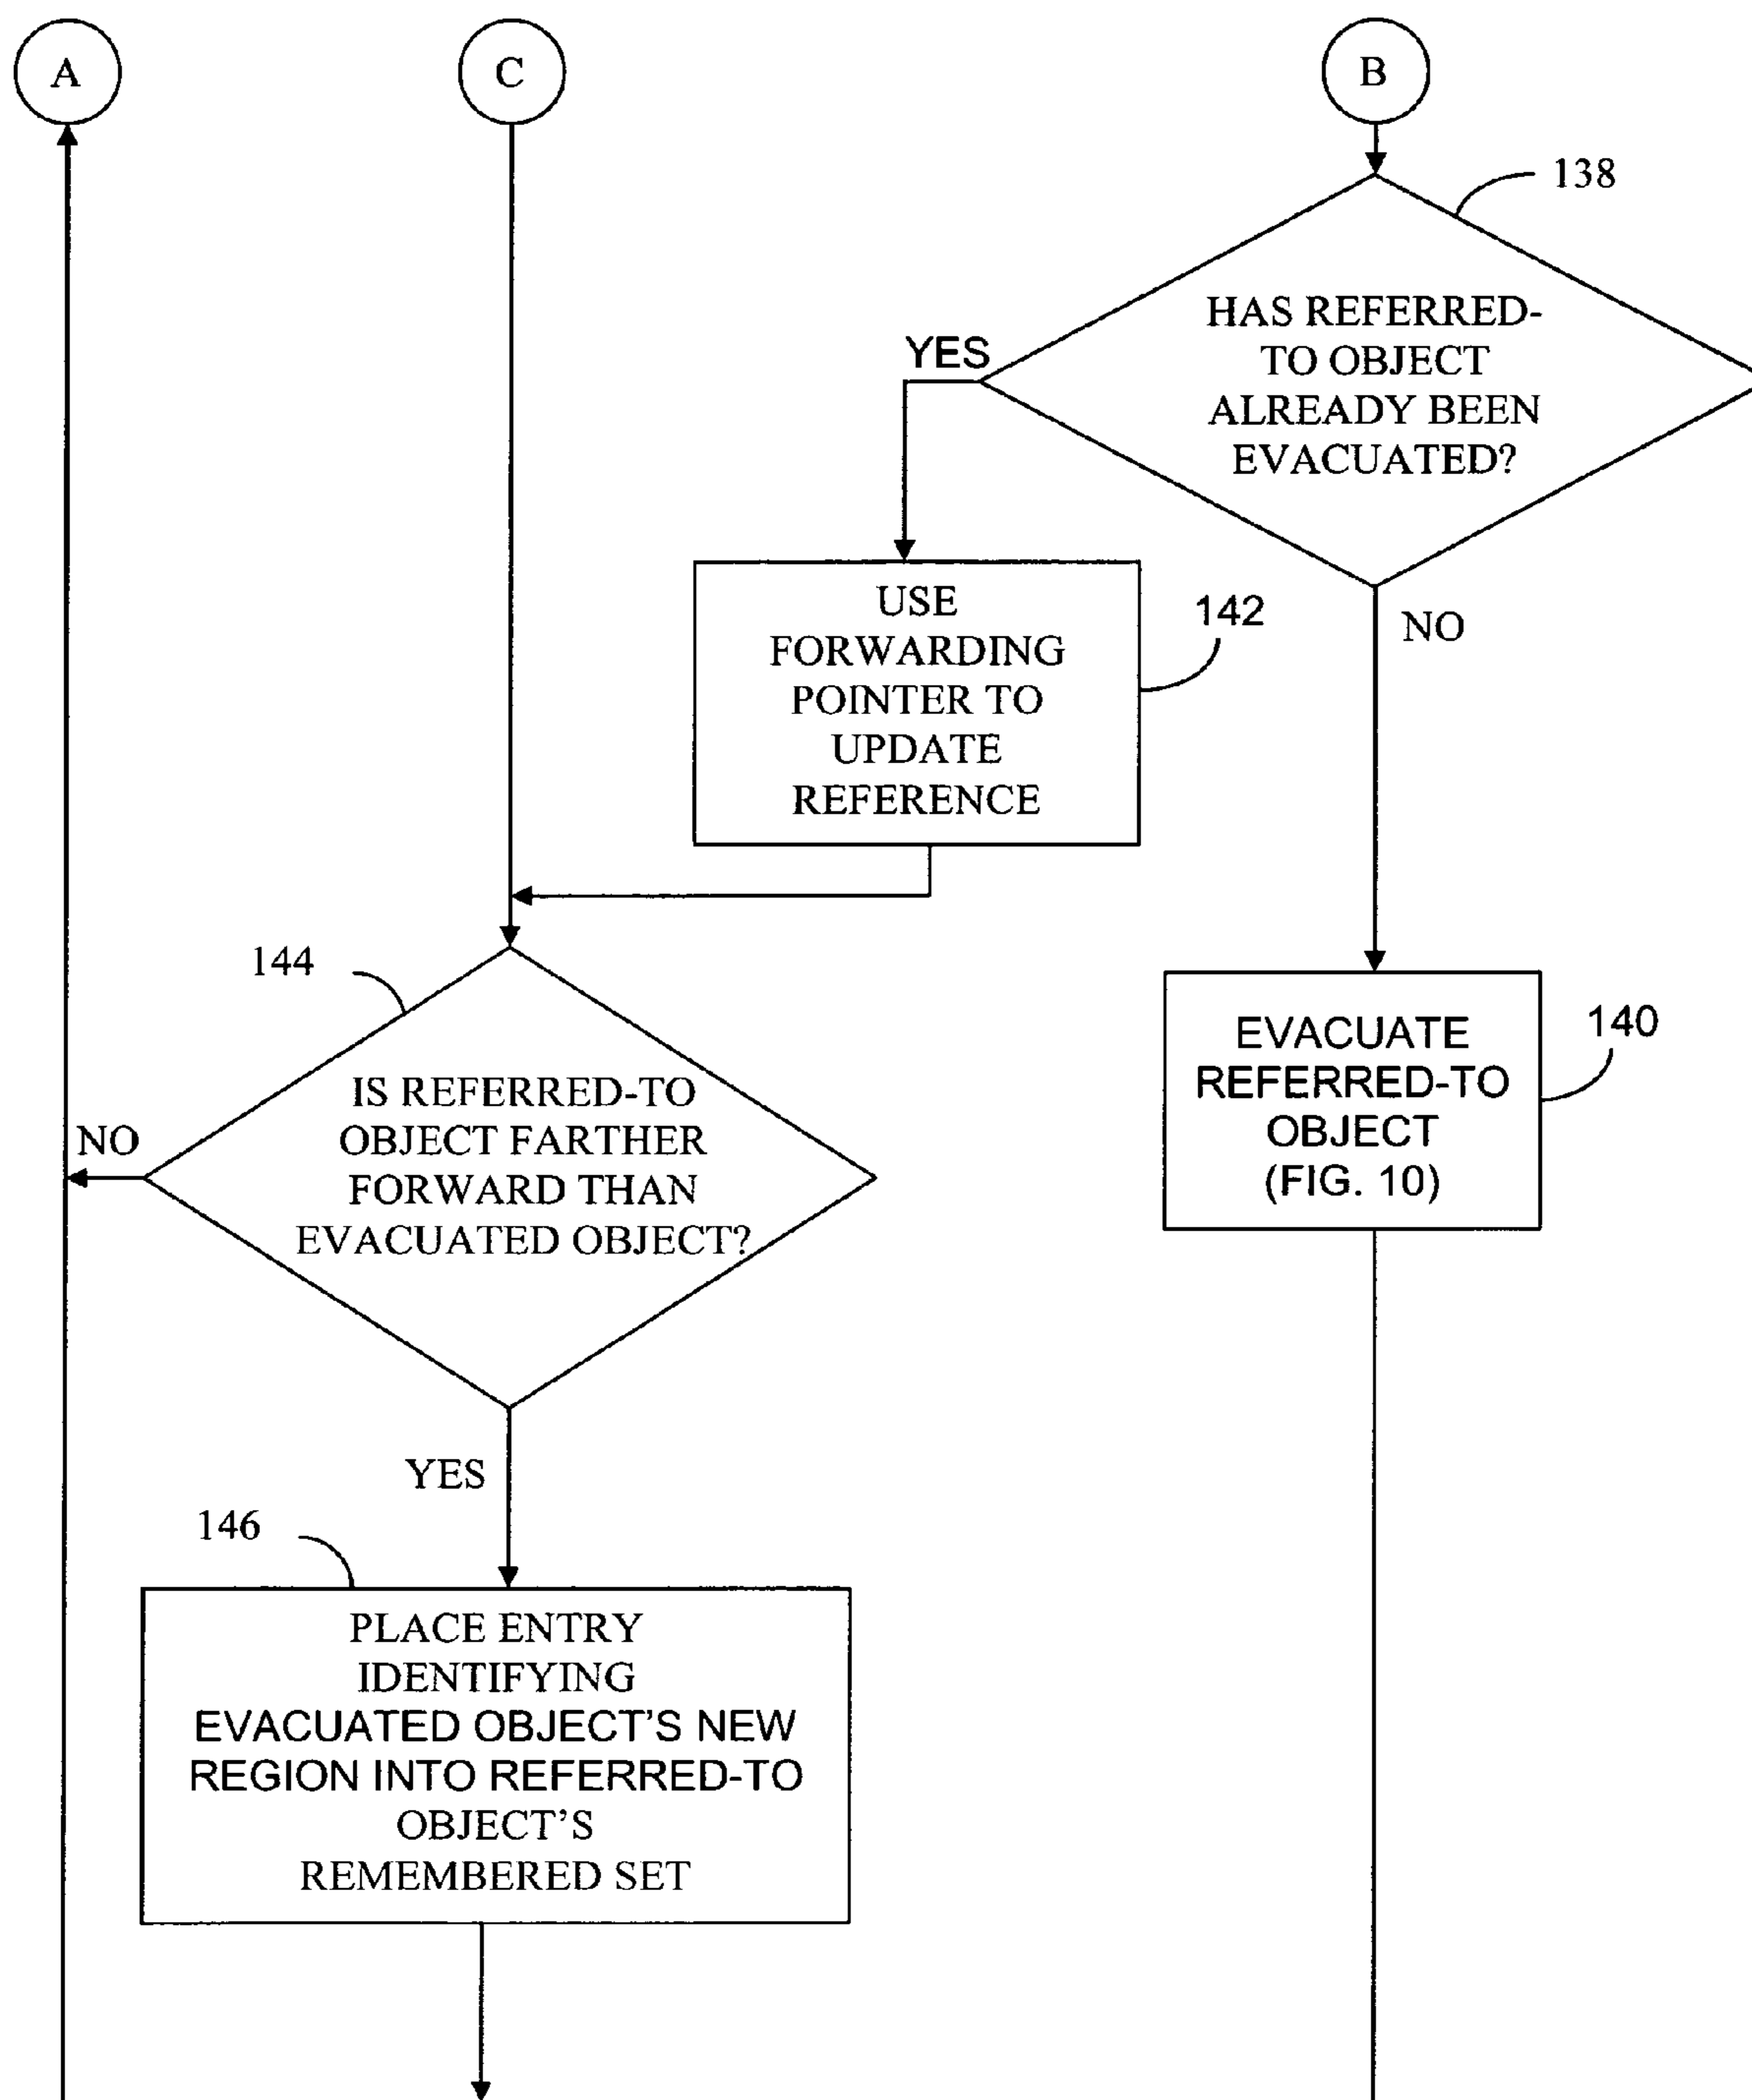 A
C
B
138
HAS REFERRED-
TO OBJECT
ALREADY BEEN
EVACUATED?
YES
NO
USE
FORWARDING
POINTER TO
UPDATE
REFERENCE
142
144
IS REFERRED-TO
OBJECT FARTHER
FORWARD THAN
EVACUATED OBJECT?
NO
YES
EVACUATE
REFERRED-TO
OBJECT
(FIG. 10)
140
146
PLACE ENTRY
IDENTIFYING
EVACUATED OBJECT'S NEW
REGION INTO REFERRED-TO
OBJECT’S
REMEMBERED SET